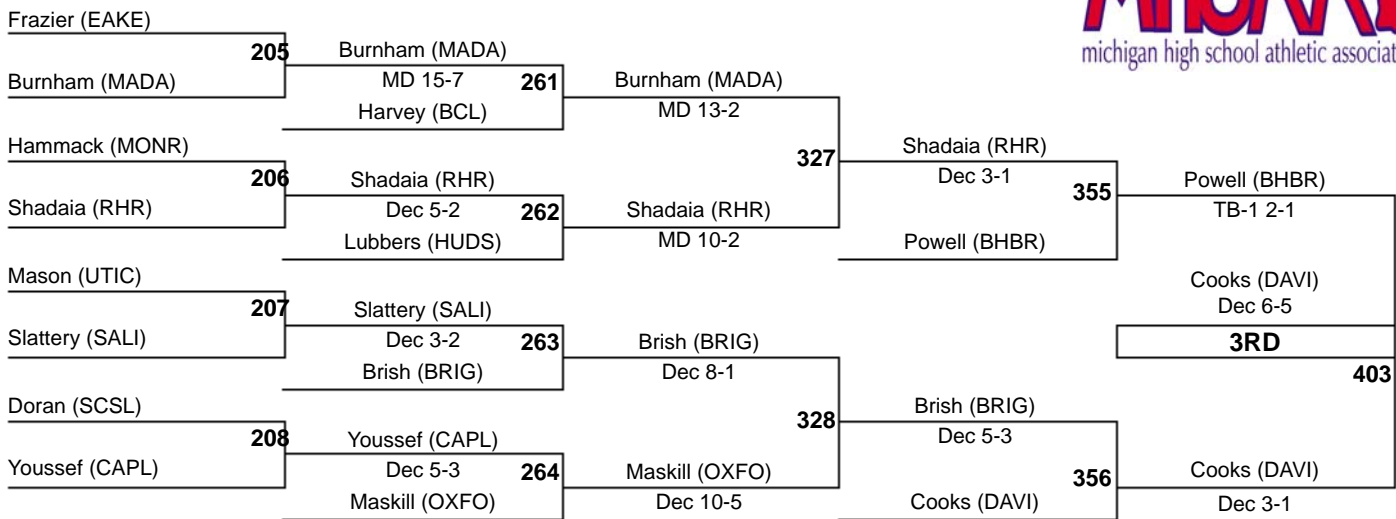 Frazier (EAKE)
205
Burnham (MADA)
Burnham (MADA)
MD 15-7
261
Harvey (BCL)
Burnham (MADA)
MD 13-2
Hammack (MONR)
206
Shadaia (RHR)
Shadaia (RHR)
Dec 5-2
262
Lubbers (HUDS)
Shadaia (RHR)
MD 10-2
327
Shadaia (RHR)
Dec 3-1
355
Powell (BHBR)
Powell (BHBR)
TB-1 2-1
Mason (UTIC)
207
Slattery (SALI)
Slattery (SALI)
Dec 3-2
263
Brish (BRIG)
Brish (BRIG)
Dec 8-1
Doran (SCSL)
208
Youssef (CAPL)
Youssef (CAPL)
Dec 5-3
264
Maskill (OXFO)
Maskill (OXFO)
Dec 10-5
328
Brish (BRIG)
Dec 5-3
356
Cooks (DAVI)
Cooks (DAVI)
Dec 3-1
Cooks (DAVI)
Dec 6-5
3RD
403
michigan high school athletic